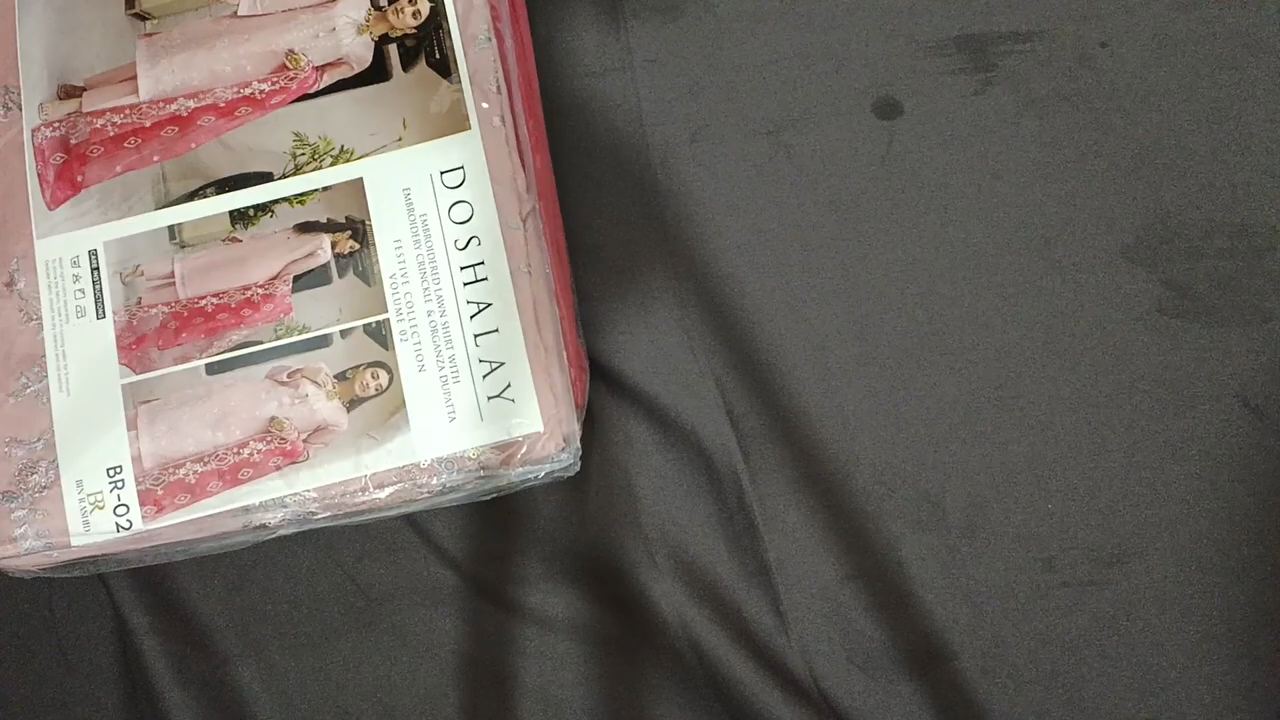 DOSHALAY
EMBROIDERED LAWN SHIRT WITH
EMBROIDERY CRINCKLE & ORGANZA DUPATTA
FESTIVE COLLECTION
VOLUME 02
CARE INSTRUCTIONS
BR-02
BR
BIN RASHID